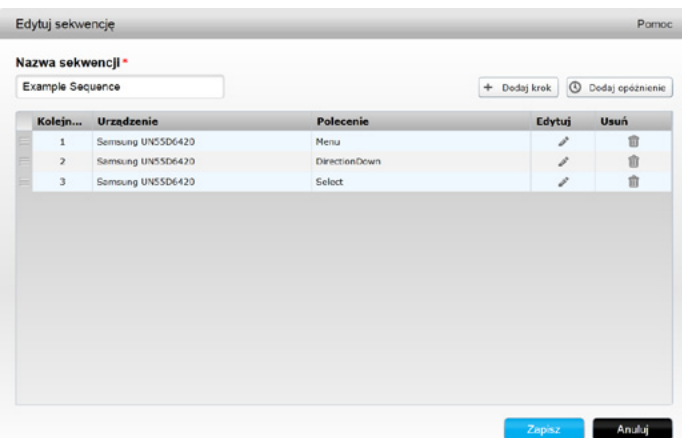 Edytuj sekwencję Pomoc
Nazwa sekwencji *
Example Sequence + Dodaj krok Dodaj opóźnienie
Kolejn... Urządzenie Polecenie Edytuj Usuń
1 Samsung UN55D6420 Menu
2 Samsung UN55D6420 DirectionDown
3 Samsung UN55D6420 Select
Zapisz Anuluj